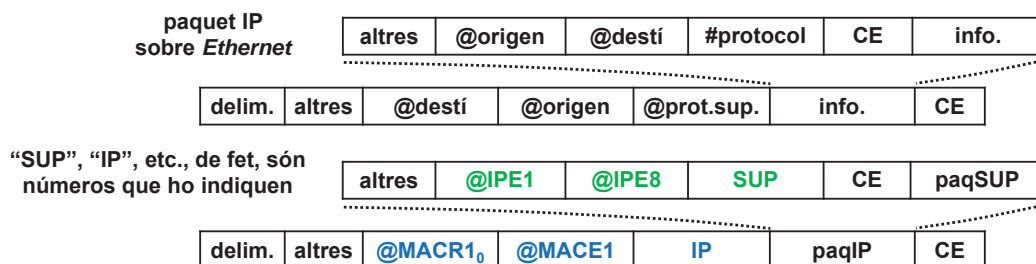 paquet IP
sobre Ethernet
altres @origen @destí #protocol CE info.
delim. altres @destí @origen @prot.sup. info. CE
“SUP”, “IP”, etc., de fet, són
números que ho indiquen
altres @IPE1 @IPE8 SUP CE paqSUP
delim. altres @MACR1₀ @MACE1 IP paqIP CE